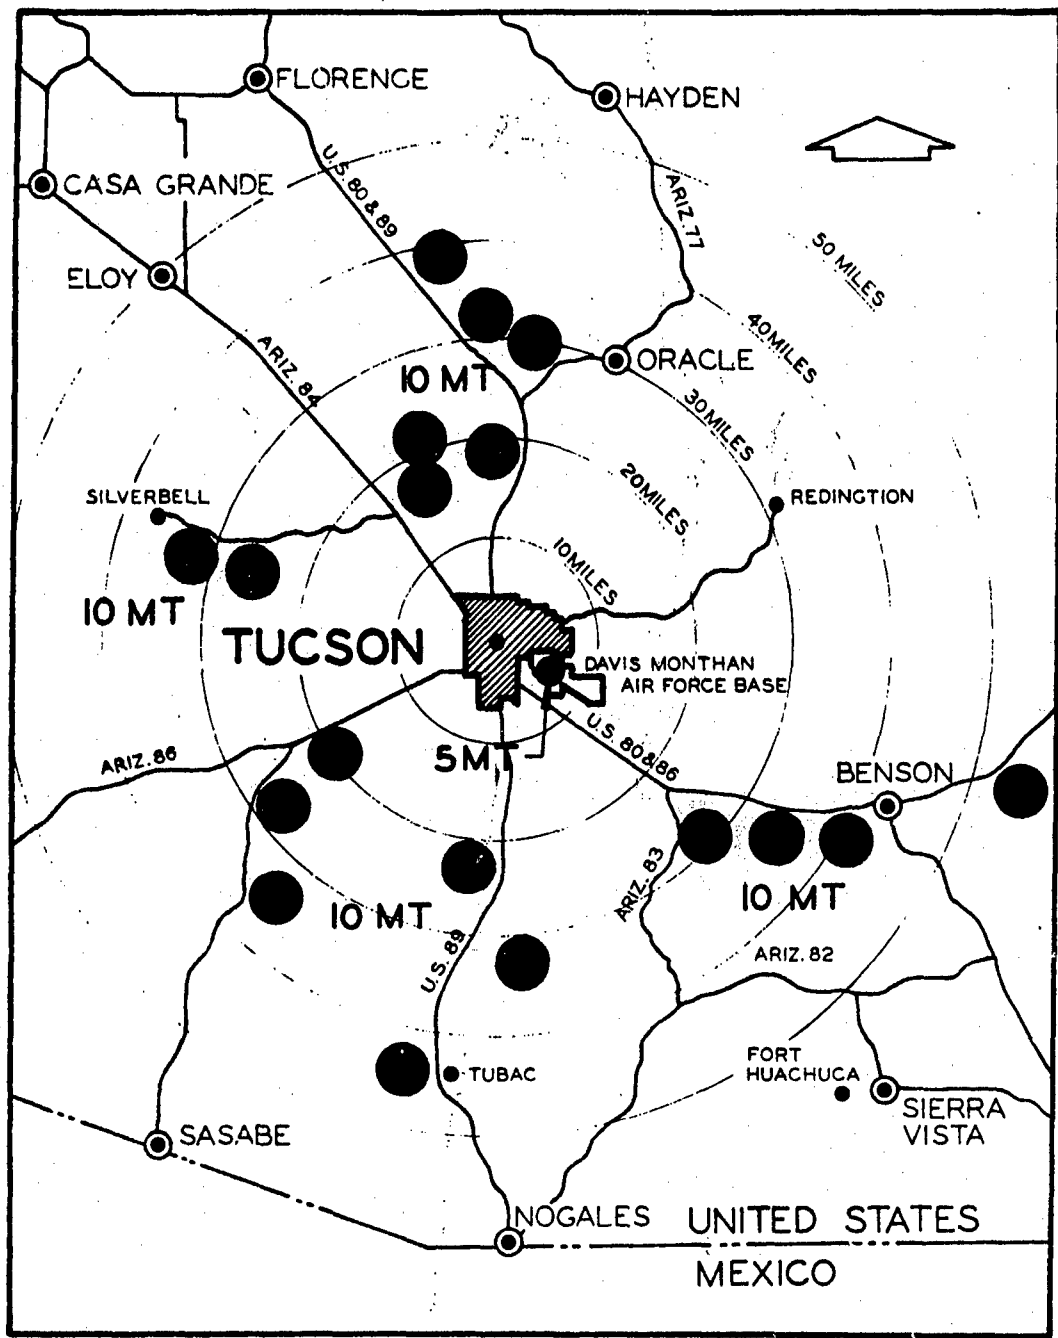 FLORENCE
HAYDEN
CASA GRANDE
U.S. 80 & 89
ARIZ. 77
ELOY
50 MILES
40 MILES
ARIZ. 84
ORACLE
10 MT
30 MILES
SILVERBELL
20 MILES
REDINGTION
10 MILES
10 MT
TUCSON
DAVIS MONTHAN
AIR FORCE BASE
5 MT
U.S. 80 & 86
ARIZ. 86
BENSON
ARIZ. 83
10 MT
10 MT
U.S. 89
ARIZ. 82
TUBAC
FORT
HUACHUCA
SIERRA
VISTA
SASABE
NOGALES
UNITED STATES
MEXICO